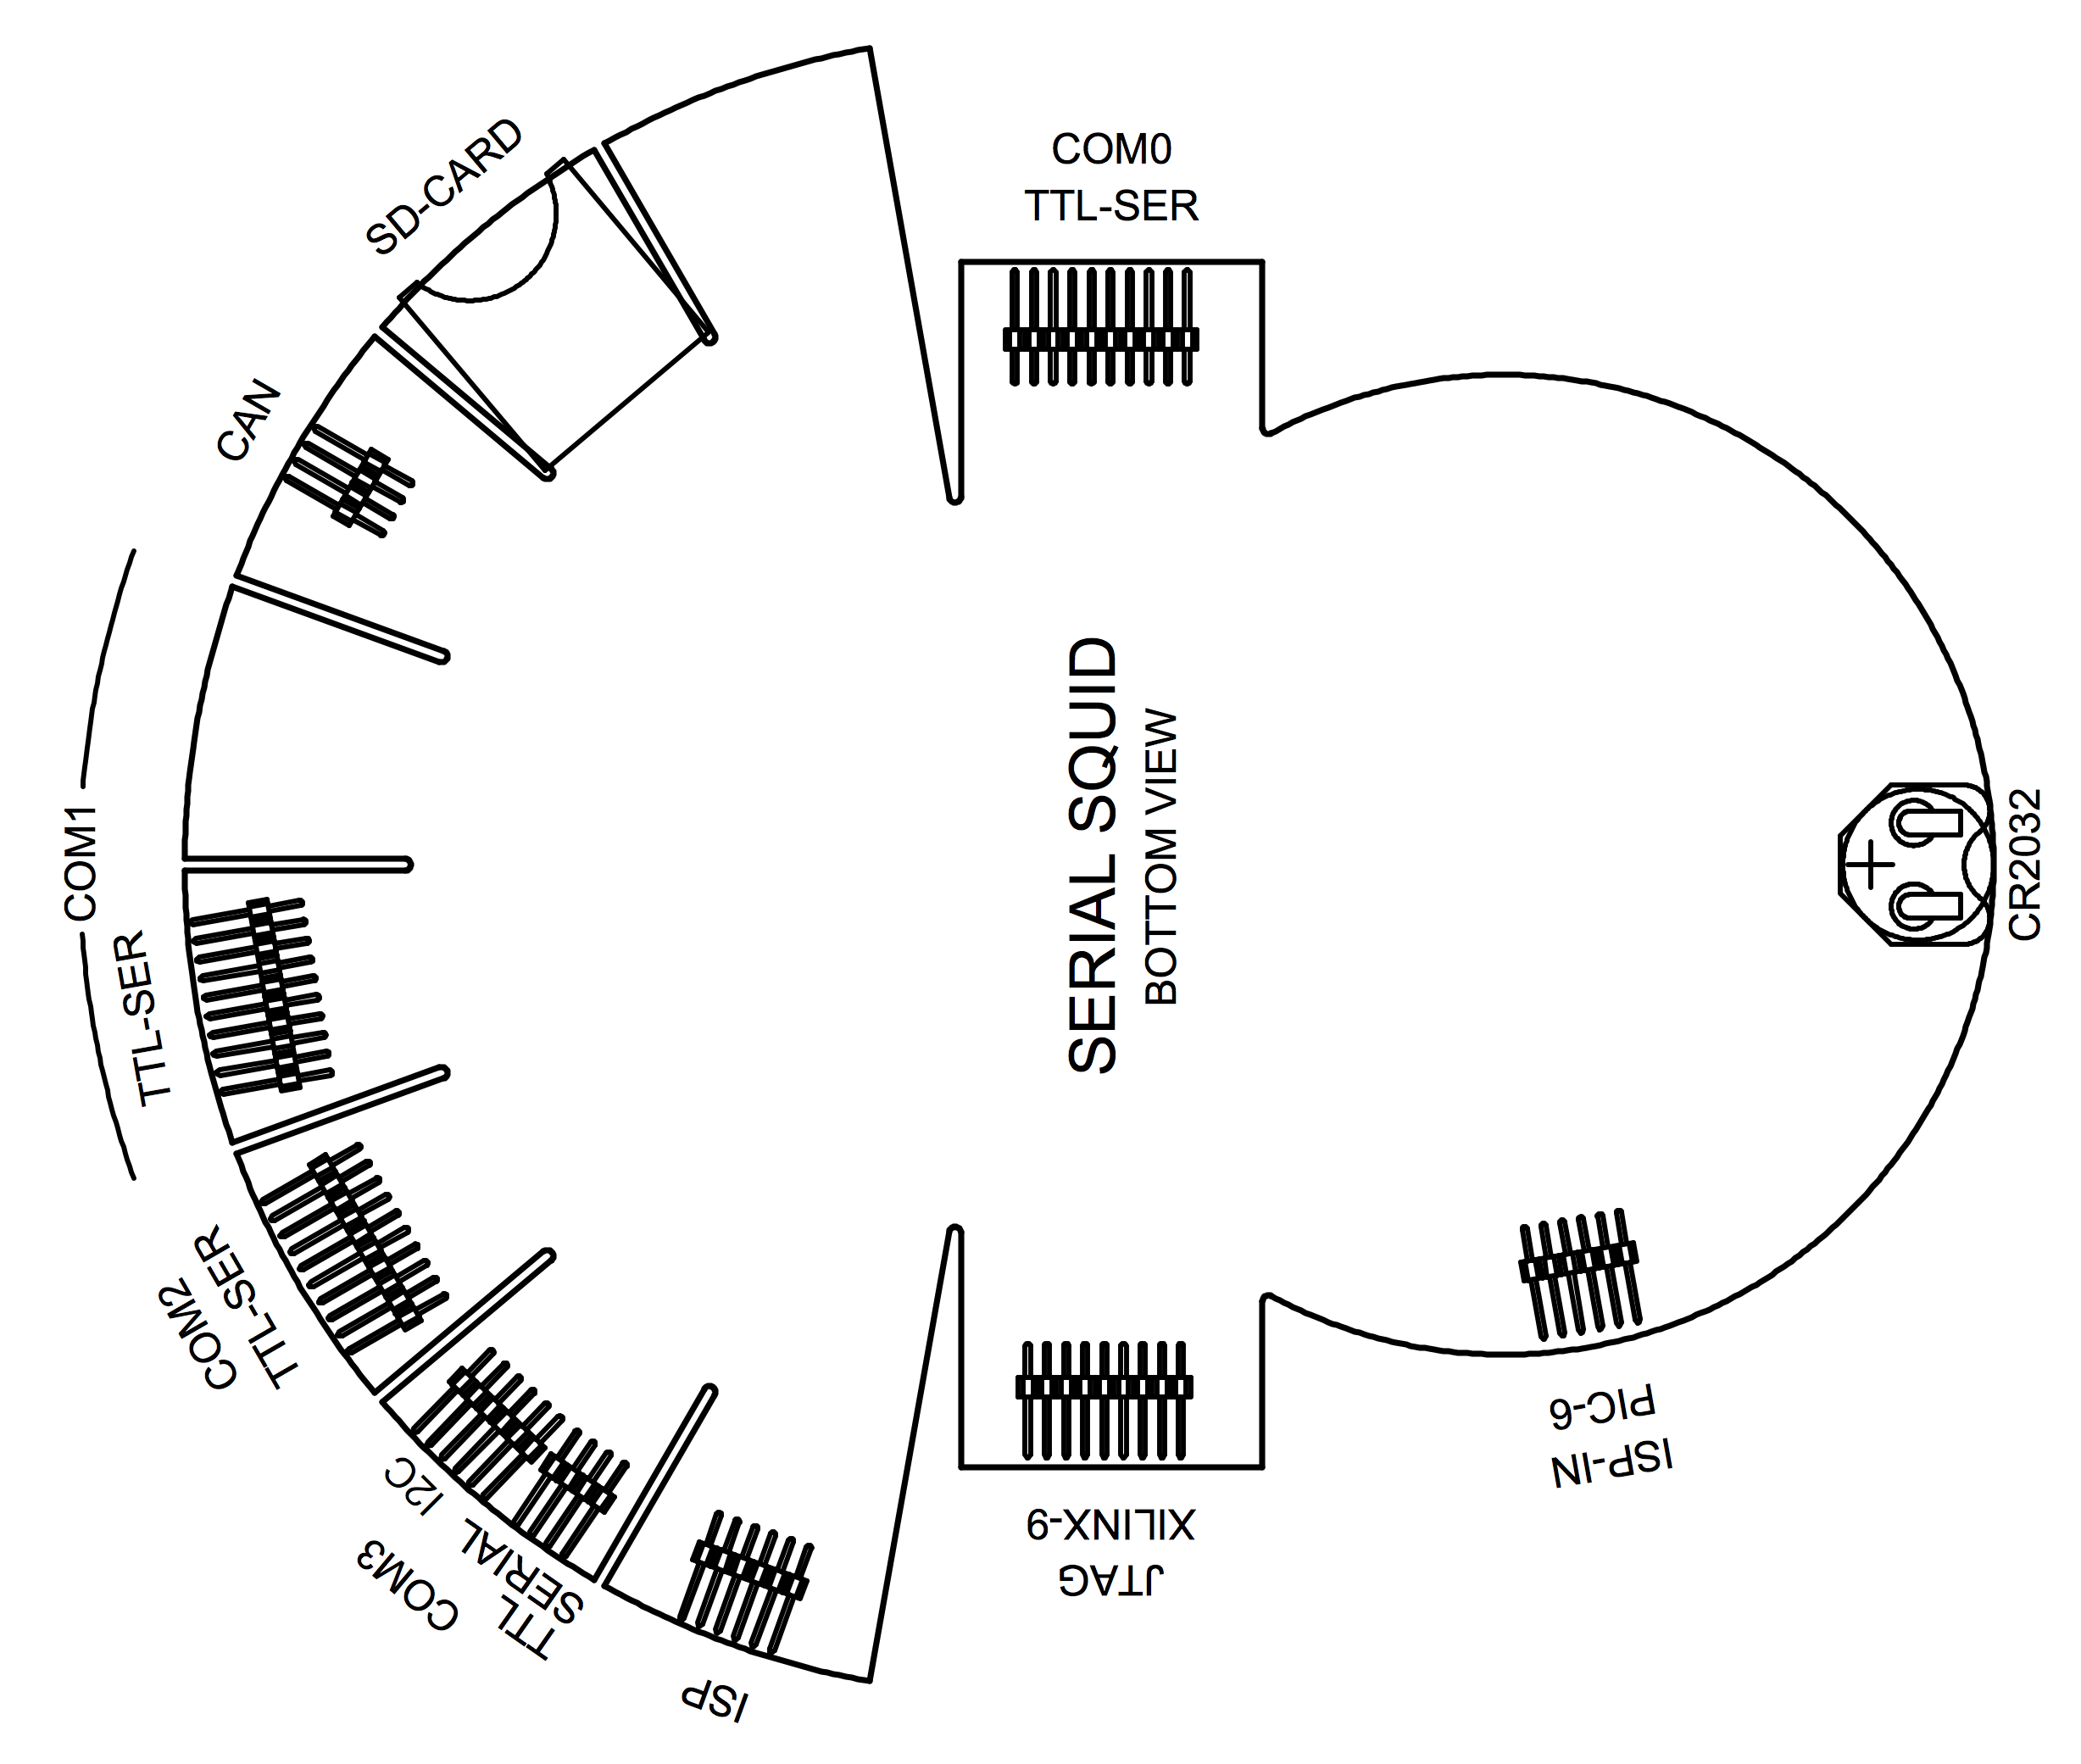 COM0
TTL-SER
SD-CARD
CAN
COM1
TTL-SER
COM2
TTL-SER
I2C
COM3
TTL
SERIAL
ISP
SERIAL SQUID
BOTTOM VIEW
CR2032
JTAG
XILINX-9
ISP-IN
PIC-6